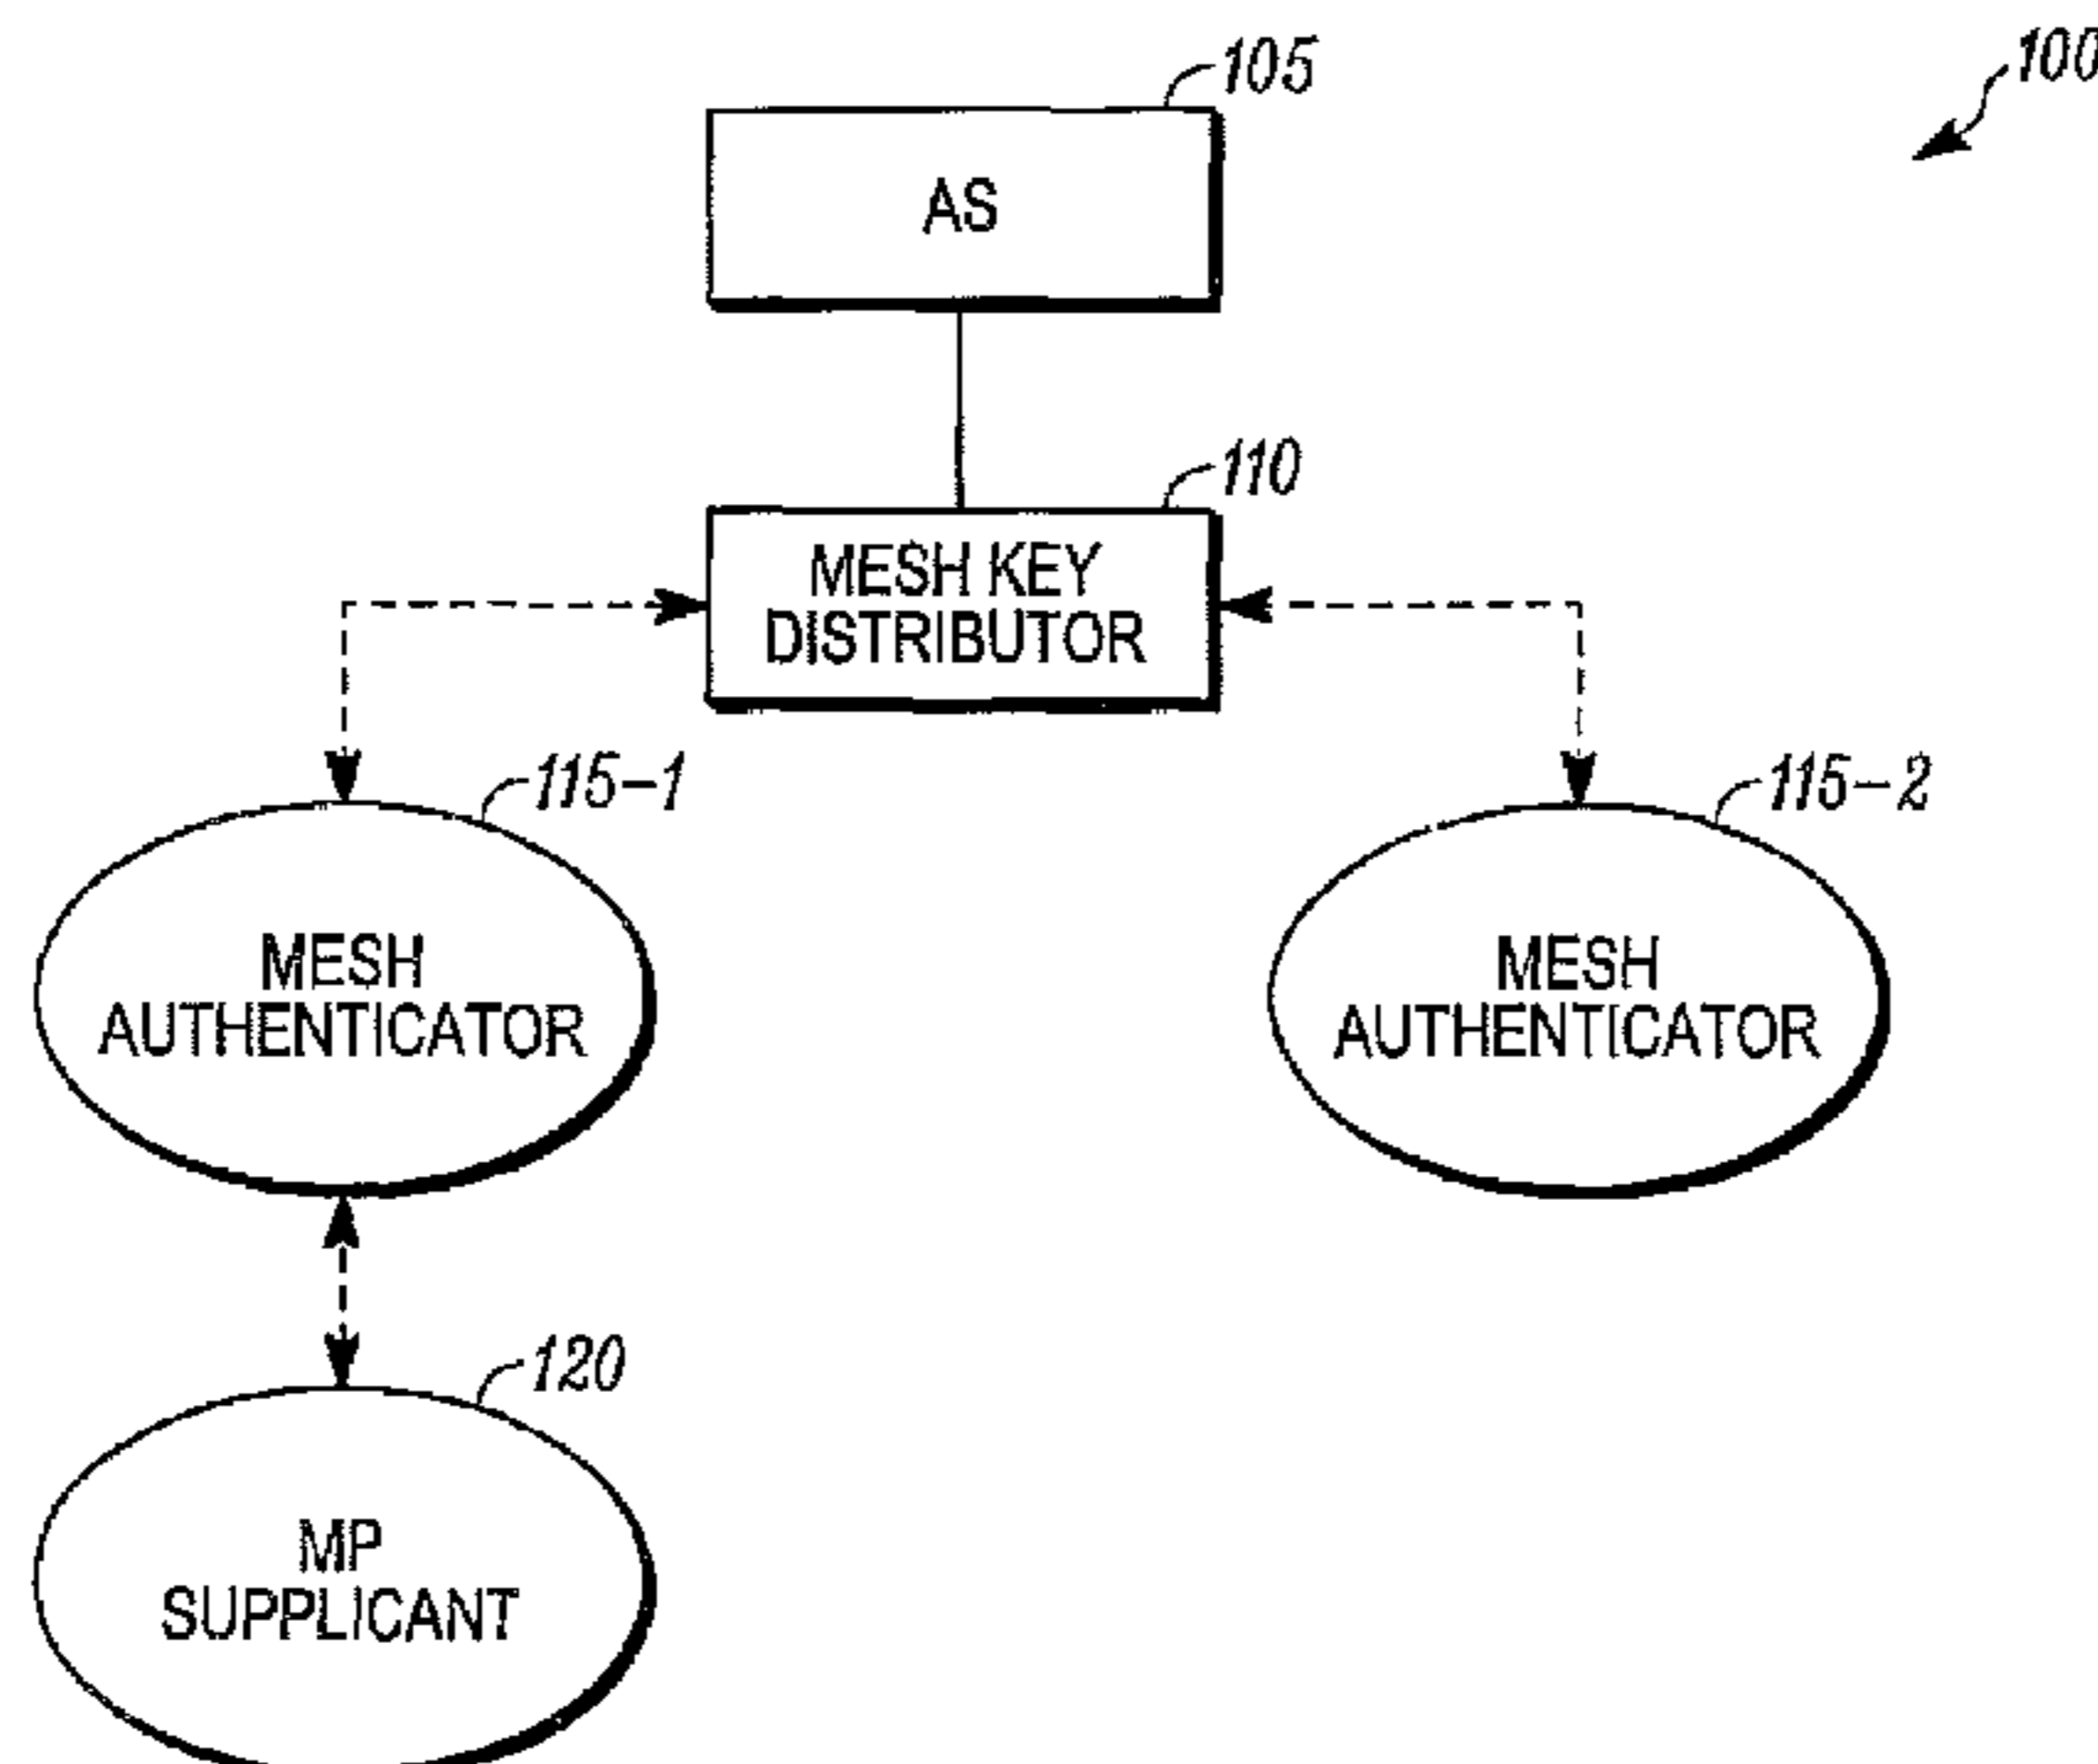 105
100
AS
110
MESH KEY
DISTRIBUTOR
115-1
115-2
MESH
AUTHENTICATOR
MESH
AUTHENTICATOR
120
MP
SUPPLICANT